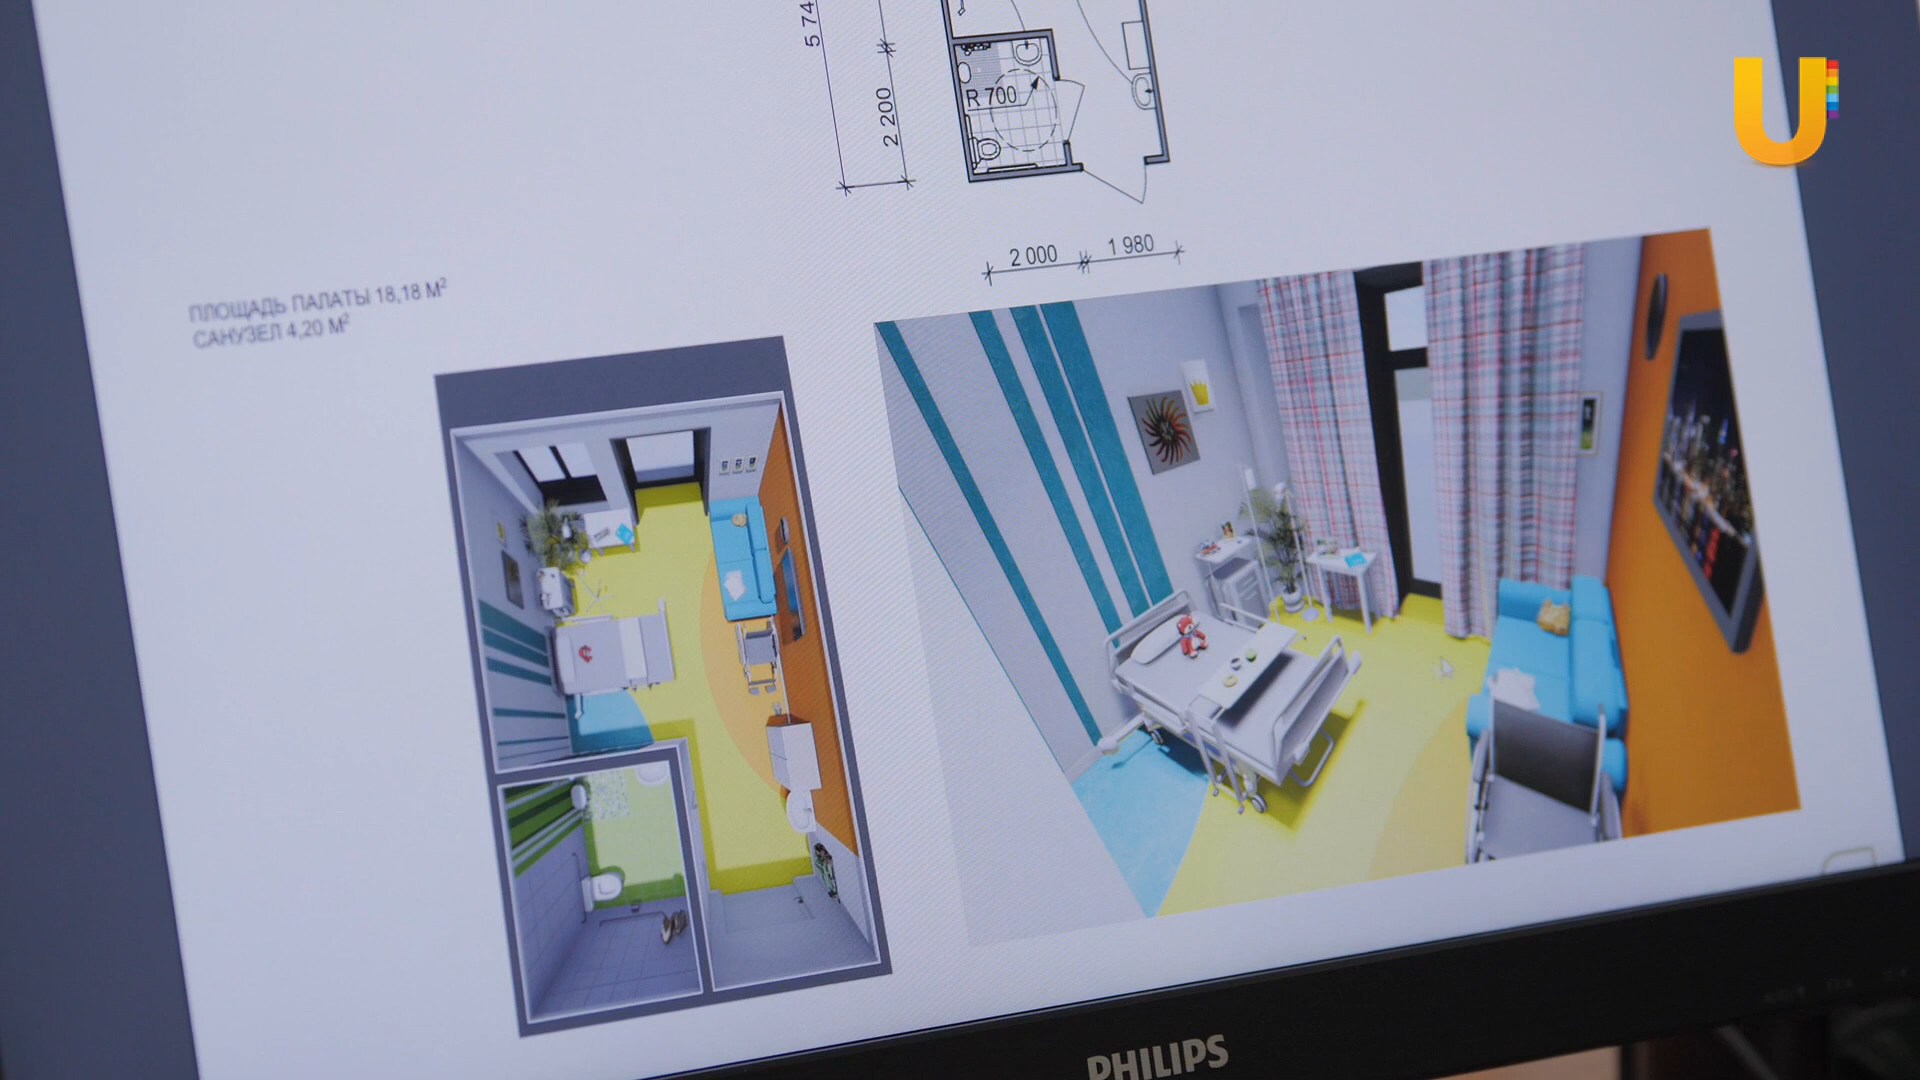 5 74
2 200
R 700
2 000
1 980
ПЛОЩАДЬ ПАЛАТЫ 18,18 М²
САНУЗЕЛ 4,20 М²
U
PHILIPS